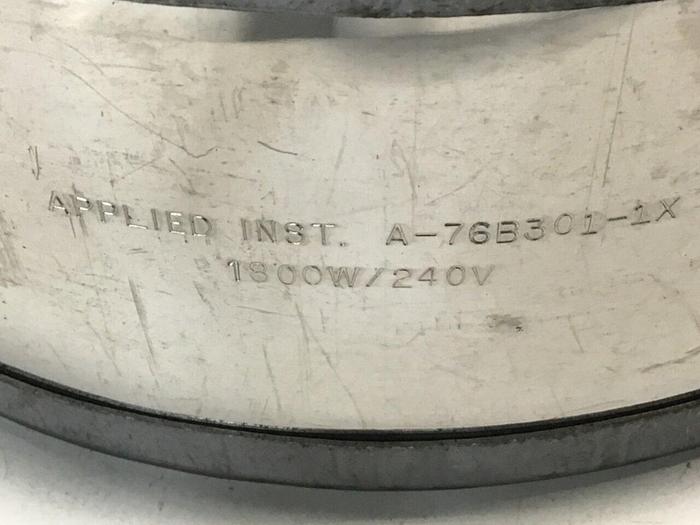 APPLIED INST. A-76B301-1X
1800W/240V